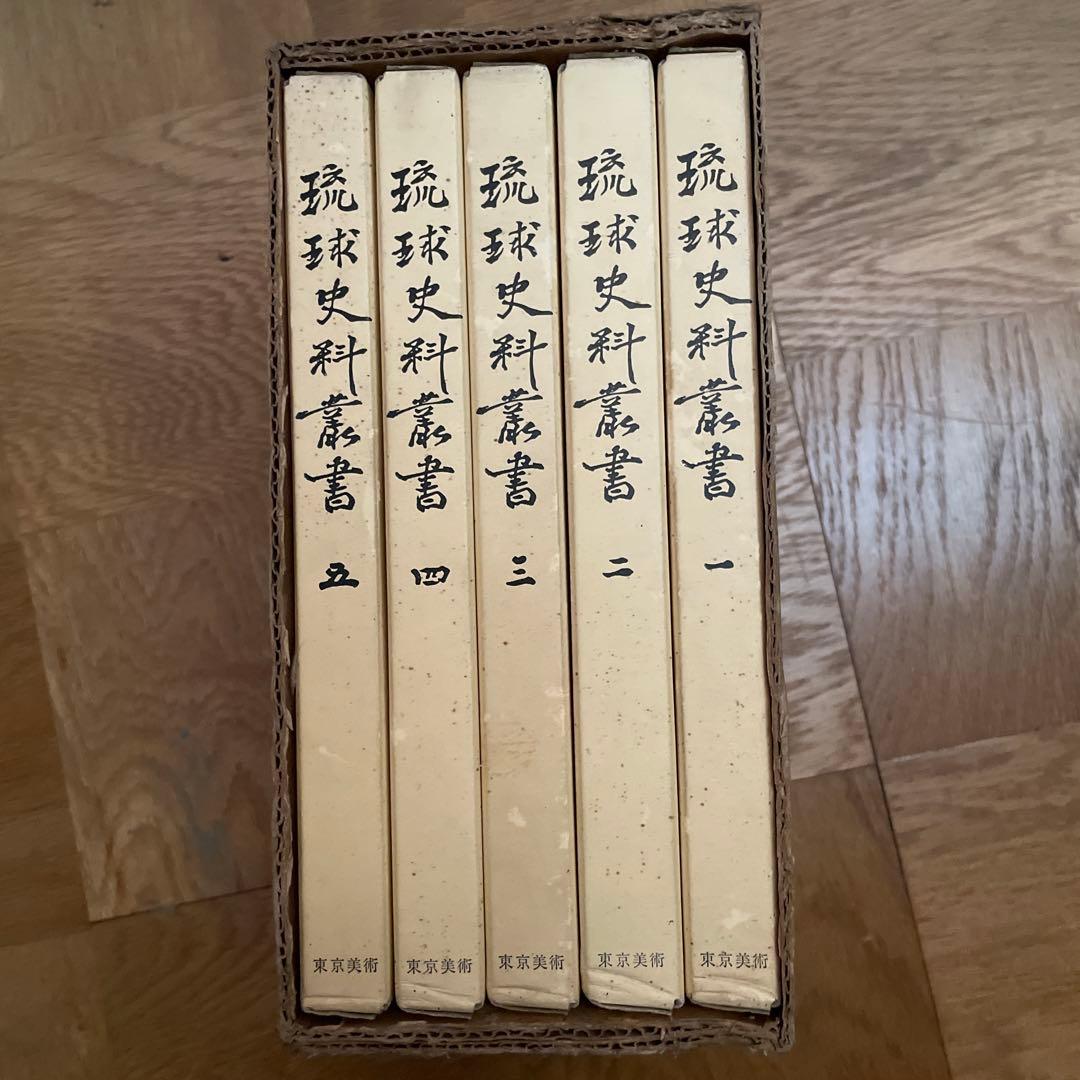 琉球史料叢書 一
東京美術
琉球史料叢書 二
東京美術
琉球史料叢書 三
東京美術
琉球史料叢書 四
東京美術
琉球史料叢書 五
東京美術